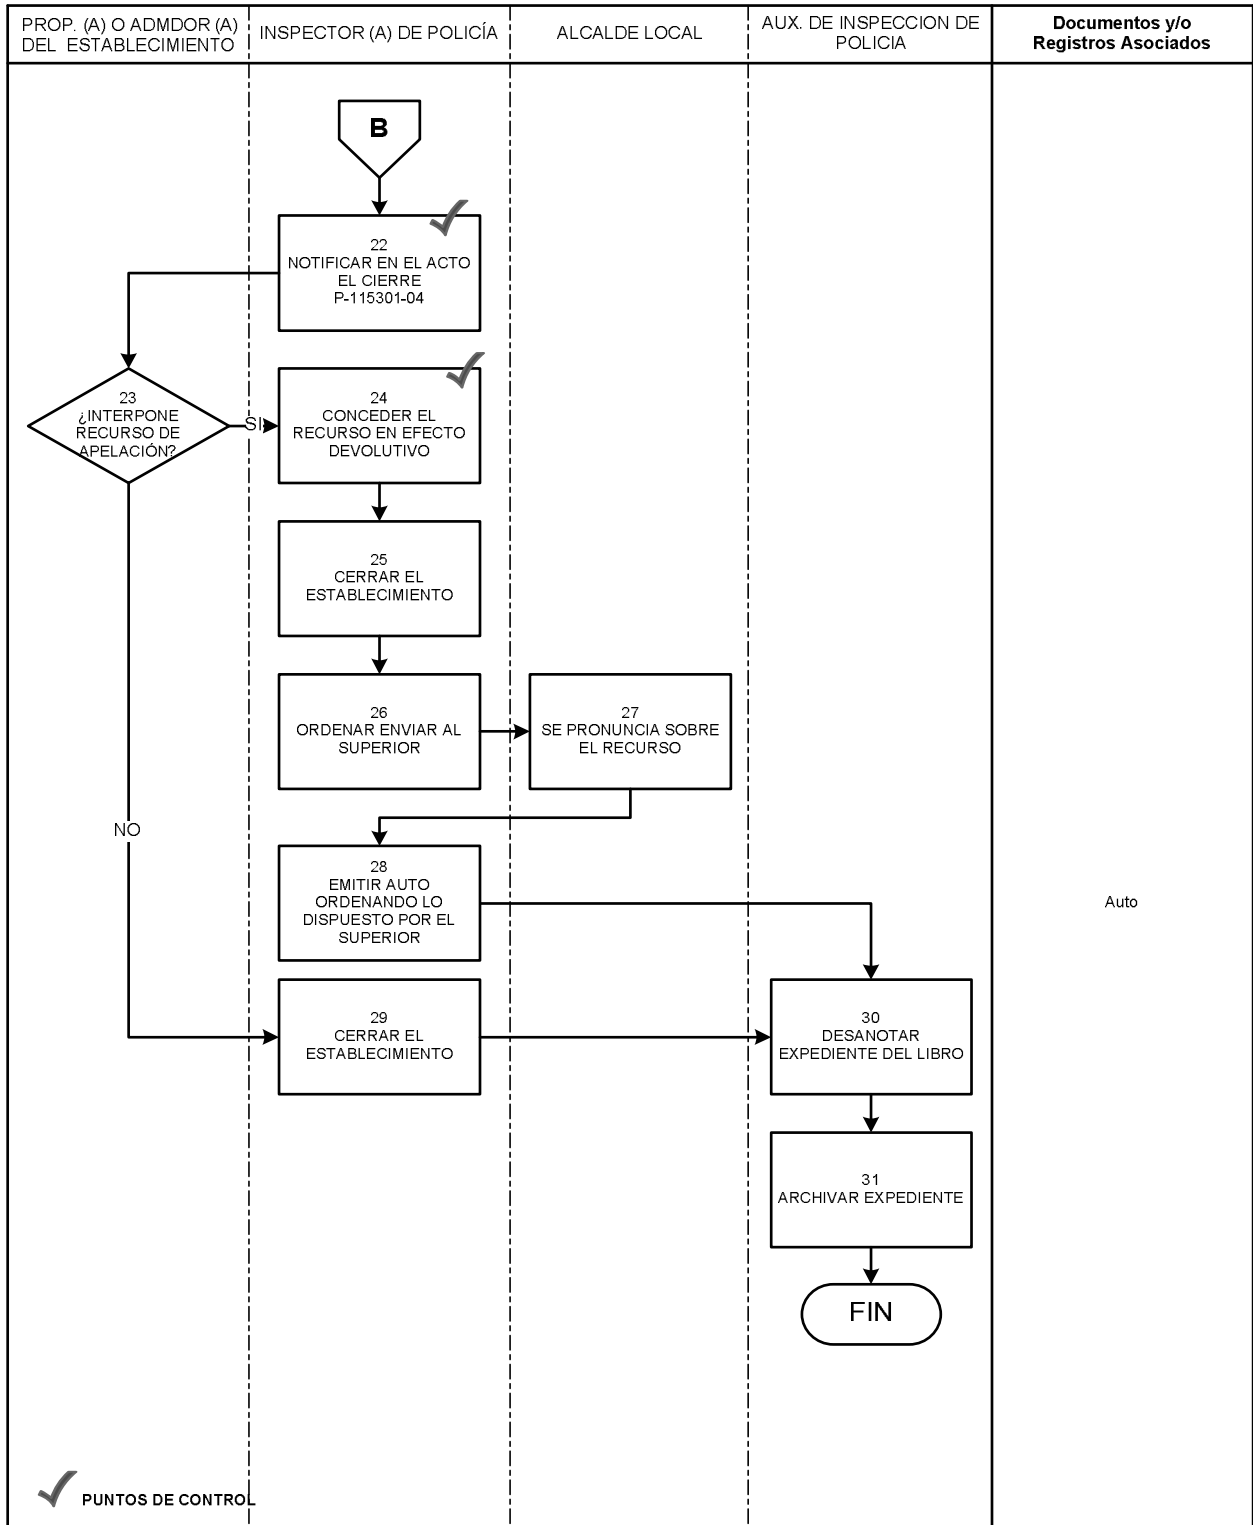 PROP. (A) O ADMDOR (A)
DEL ESTABLECIMIENTO
INSPECTOR (A) DE POLICÍA
ALCALDE LOCAL
AUX. DE INSPECCION DE
POLICIA
Documentos y/o
Registros Asociados
B
22
NOTIFICAR EN EL ACTO
EL CIERRE
P-115301-04
23
¿INTERPONE
RECURSO DE
APELACIÓN?
SI
24
CONCEDER EL
RECURSO EN EFECTO
DEVOLUTIVO
25
CERRAR EL
ESTABLECIMIENTO
26
ORDENAR ENVIAR AL
SUPERIOR
27
SE PRONUNCIA SOBRE
EL RECURSO
NO
28
EMITIR AUTO
ORDENANDO LO
DISPUESTO POR EL
SUPERIOR
Auto
29
CERRAR EL
ESTABLECIMIENTO
30
DESANOTAR
EXPEDIENTE DEL LIBRO
31
ARCHIVAR EXPEDIENTE
FIN
PUNTOS DE CONTROL